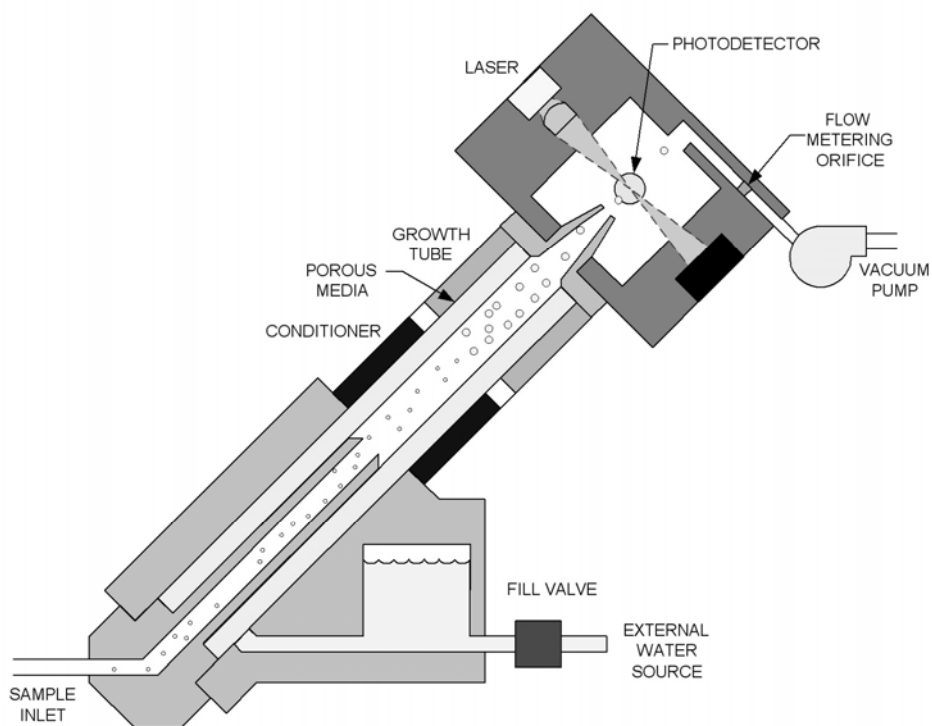 PHOTODETECTOR
LASER
FLOW
METERING
ORIFICE
GROWTH
TUBE
POROUS
MEDIA
VACUUM
PUMP
CONDITIONER
FILL VALVE
EXTERNAL
WATER
SOURCE
SAMPLE
INLET